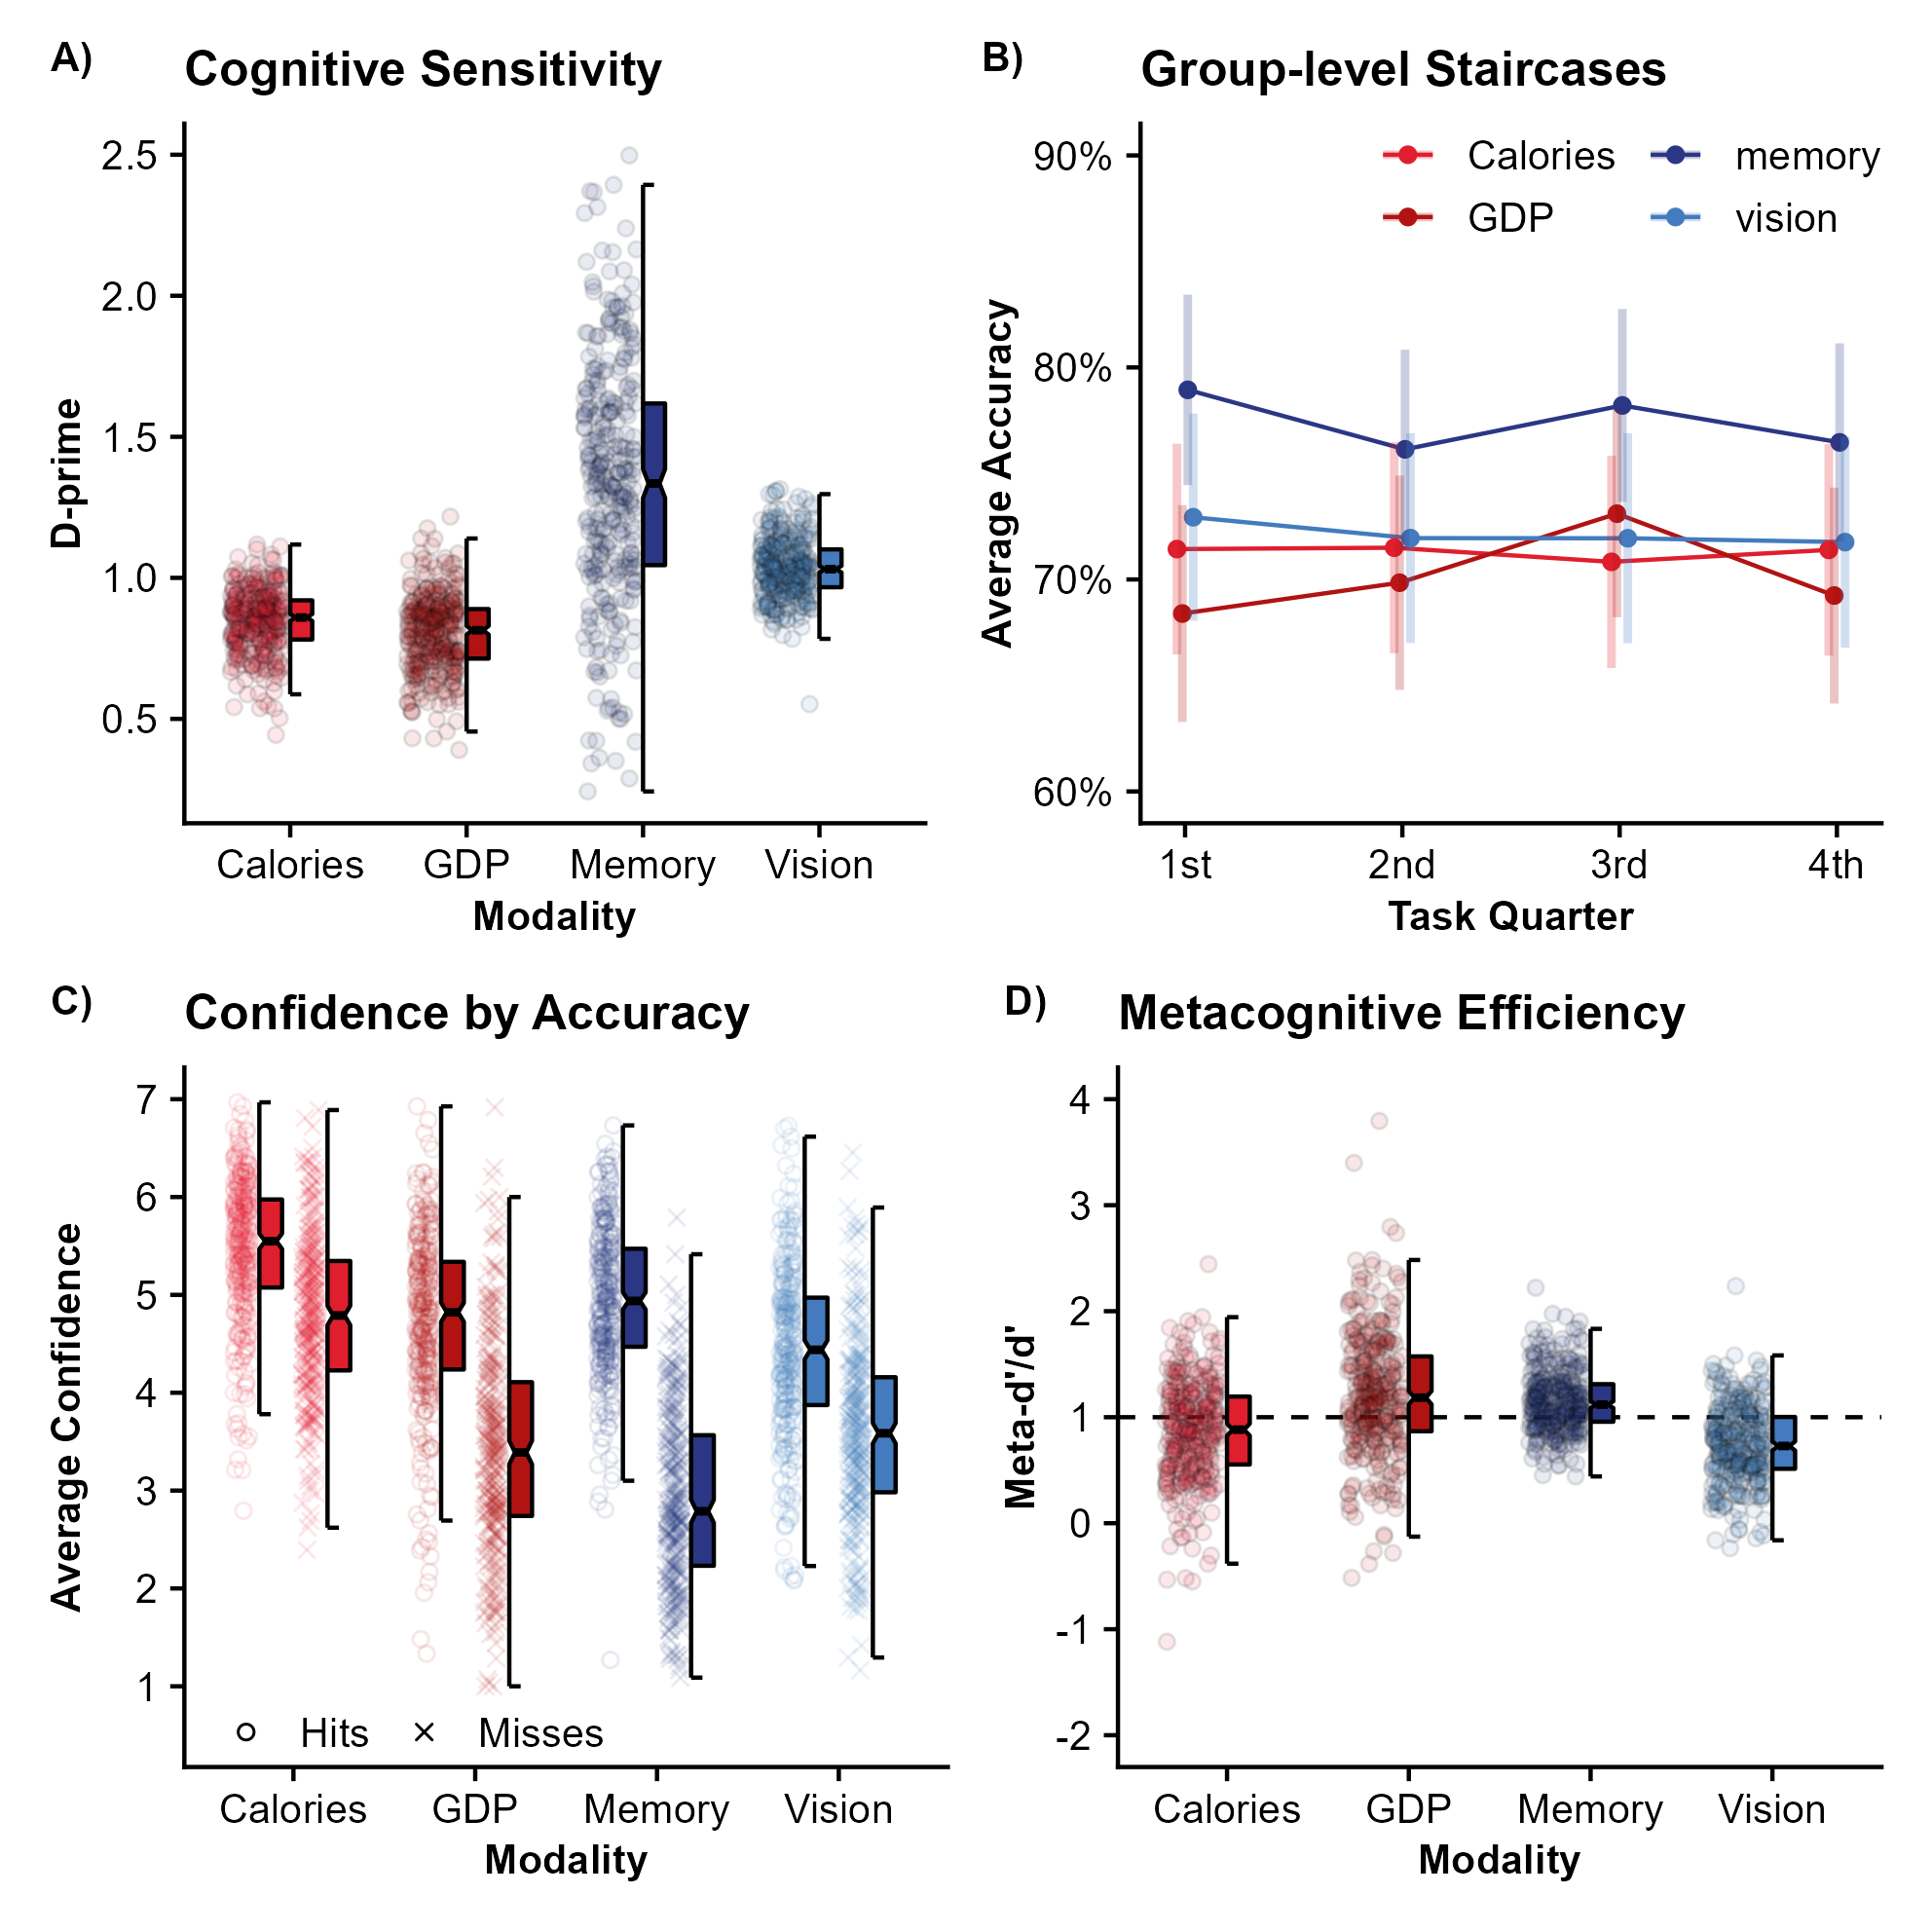 A) Cognitive Sensitivity
D-prime
2.5
2.0
1.5
1.0
0.5
Calories GDP Memory Vision
Modality
B) Group-level Staircases
Average Accuracy
90%
80%
70%
60%
Calories memory
GDP vision
1st 2nd 3rd 4th
Task Quarter
C) Confidence by Accuracy
Average Confidence
7
6
5
4
3
2
1
Hits Misses
Calories GDP Memory Vision
Modality
D) Metacognitive Efficiency
Meta-d'/d'
4
3
2
1
0
-1
-2
Calories GDP Memory Vision
Modality